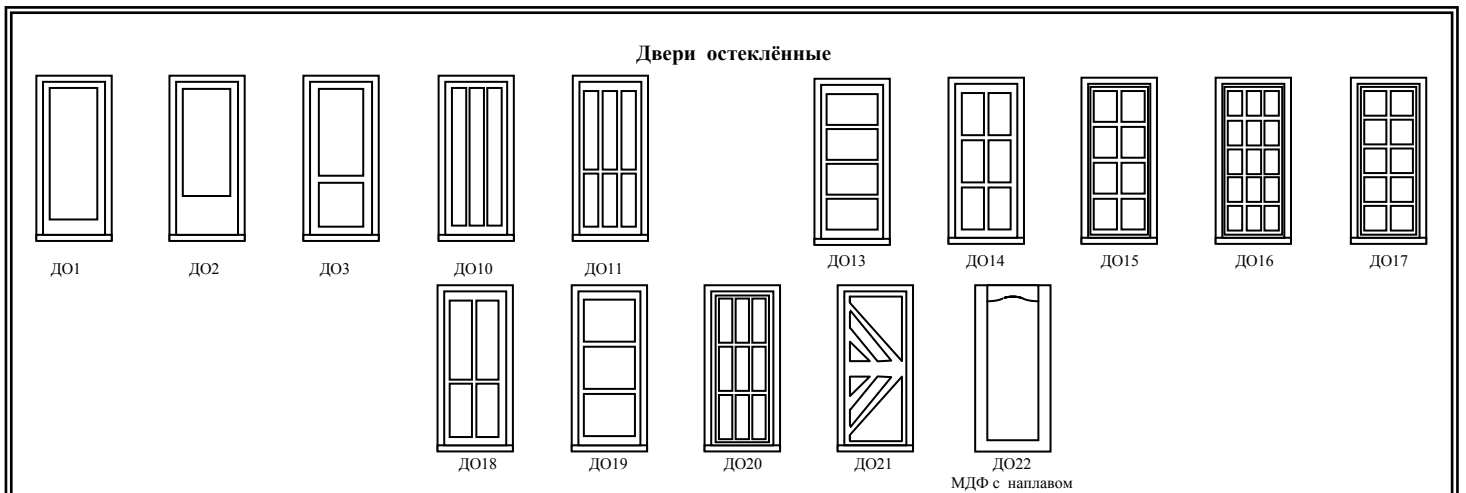 Двери остеклённые
ДО1 ДО2 ДО3 ДО10 ДО11 ДО13 ДО14 ДО15 ДО16 ДО17
ДО18 ДО19 ДО20 ДО21 ДО22
МДФ с наплавом